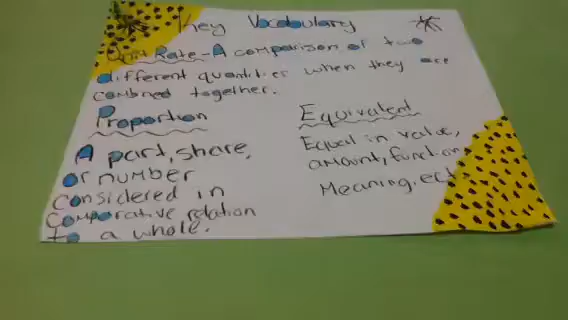 Key Vocabulary
Unit Rate - A comparison of two
different quantities when they are
combined together.
Proportion
A part, share,
or number
considered in
comparative relation
to a whole.
Equivalent
Equal in value,
amount, function
Meaning, ect